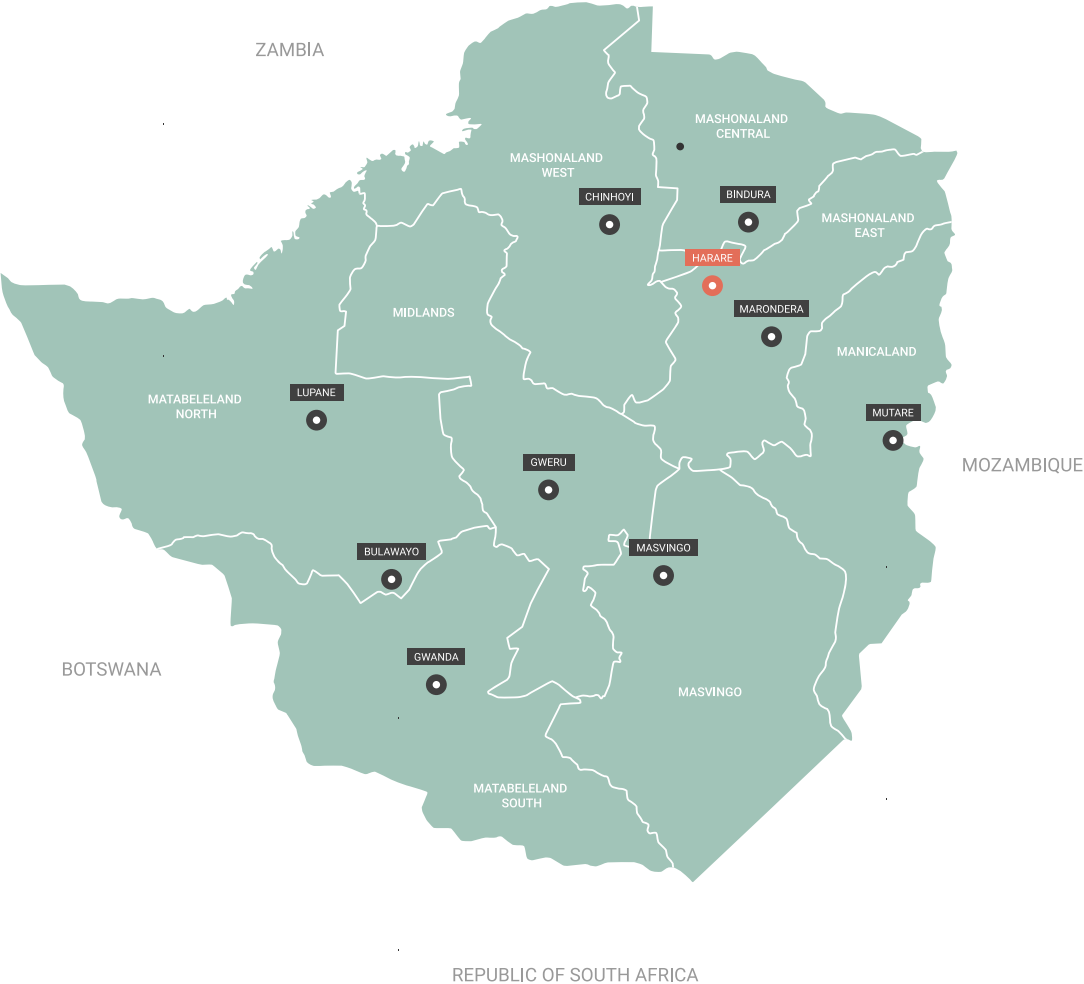 ZAMBIA
MASHONALAND
CENTRAL
MASHONALAND
WEST
CHINHOYI
BINDURA
MASHONALAND
EAST
HARARE
MIDLANDS
MARONDERA
MANICALAND
LUPANE
MATABELELAND
NORTH
MUTARE
GWERU
MOZAMBIQUE
BULAWAYO
MASVINGO
GWANDA
BOTSWANA
MASVINGO
MATABELELAND
SOUTH
REPUBLIC OF SOUTH AFRICA